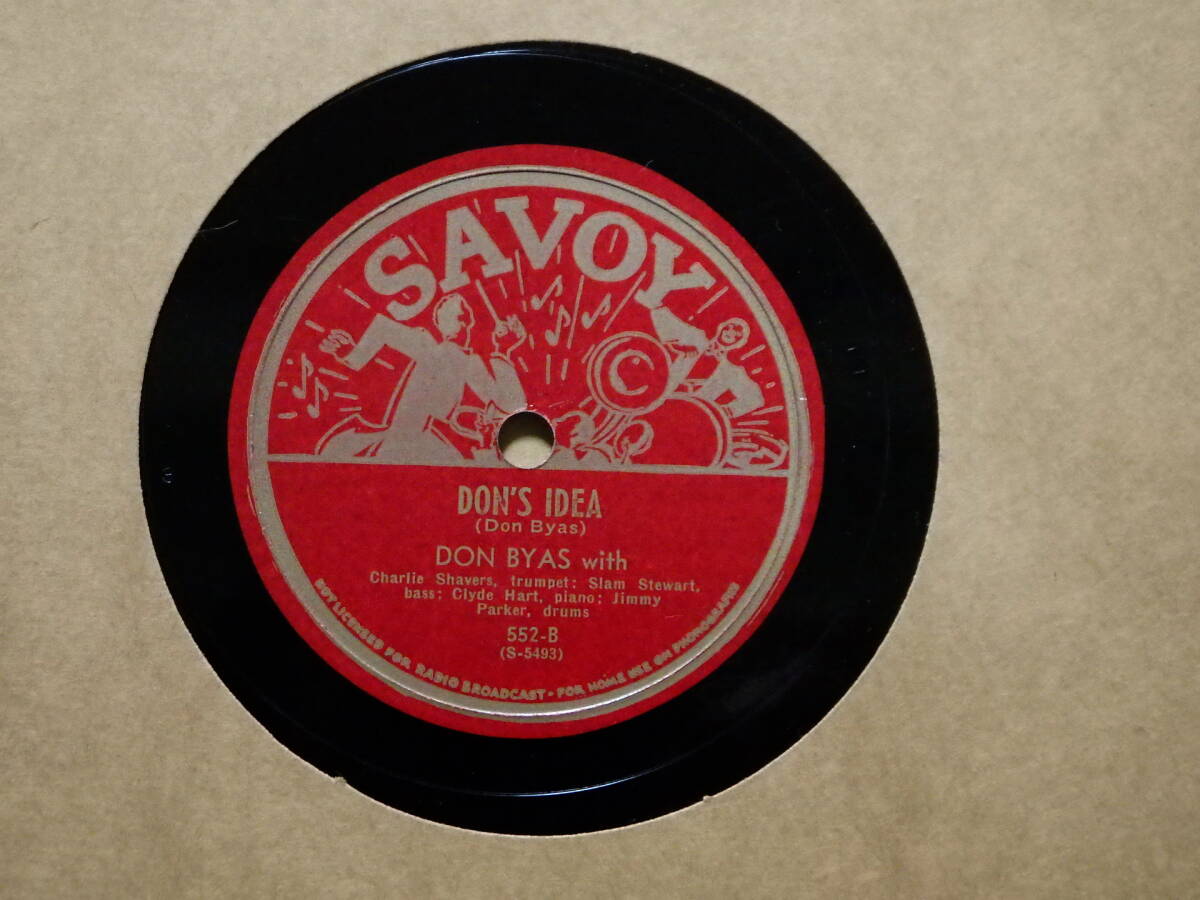 SAVOY
C
DON'S IDEA
(Don Byas)
DON BYAS with
Charlie Shavers, trumpet; Slam Stewart,
bass; Clyde Hart, piano; Jimmy
Parker, drums
552-B
(S-5493)
NOT LICENSED FOR RADIO BROADCAST • FOR HOME USE ON PHONOGRAPHS